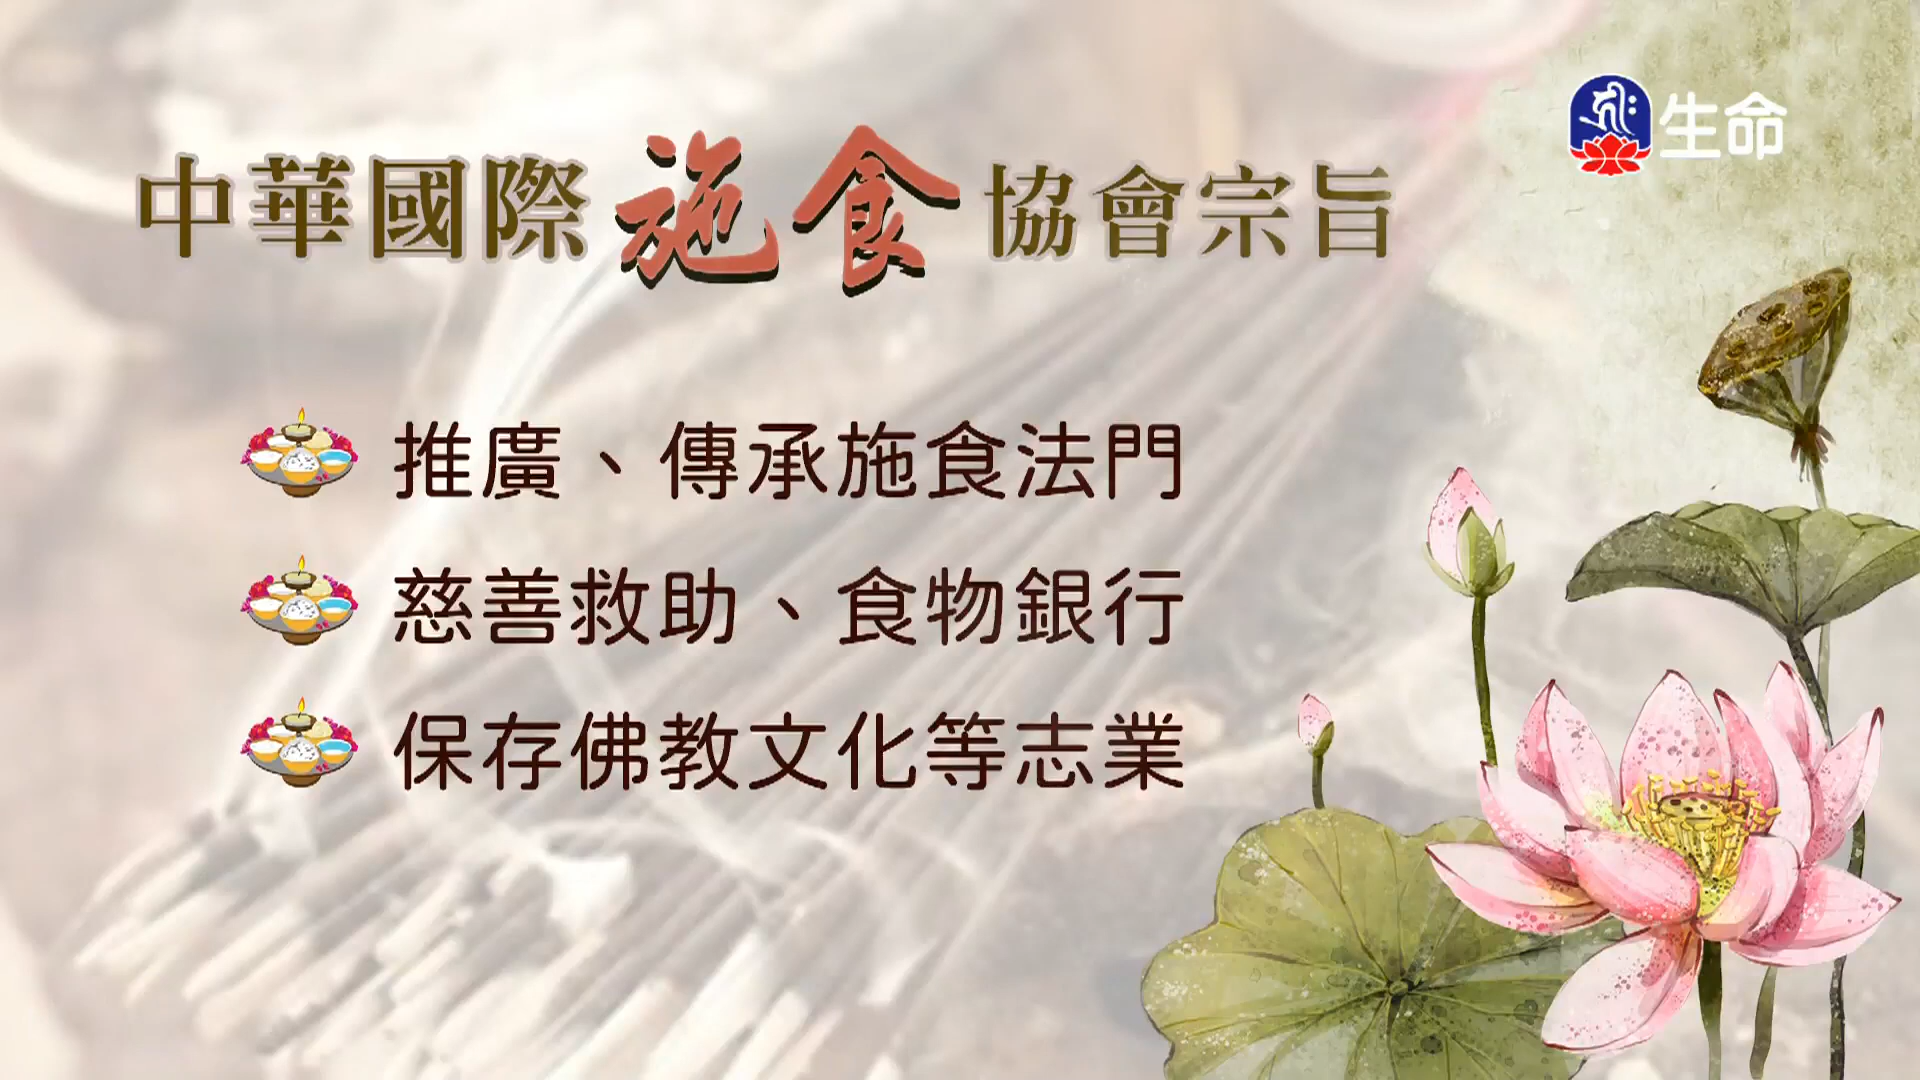 生命
中華國際施食協會宗旨
推廣、傳承施食法門
慈善救助、食物銀行
保存佛教文化等志業